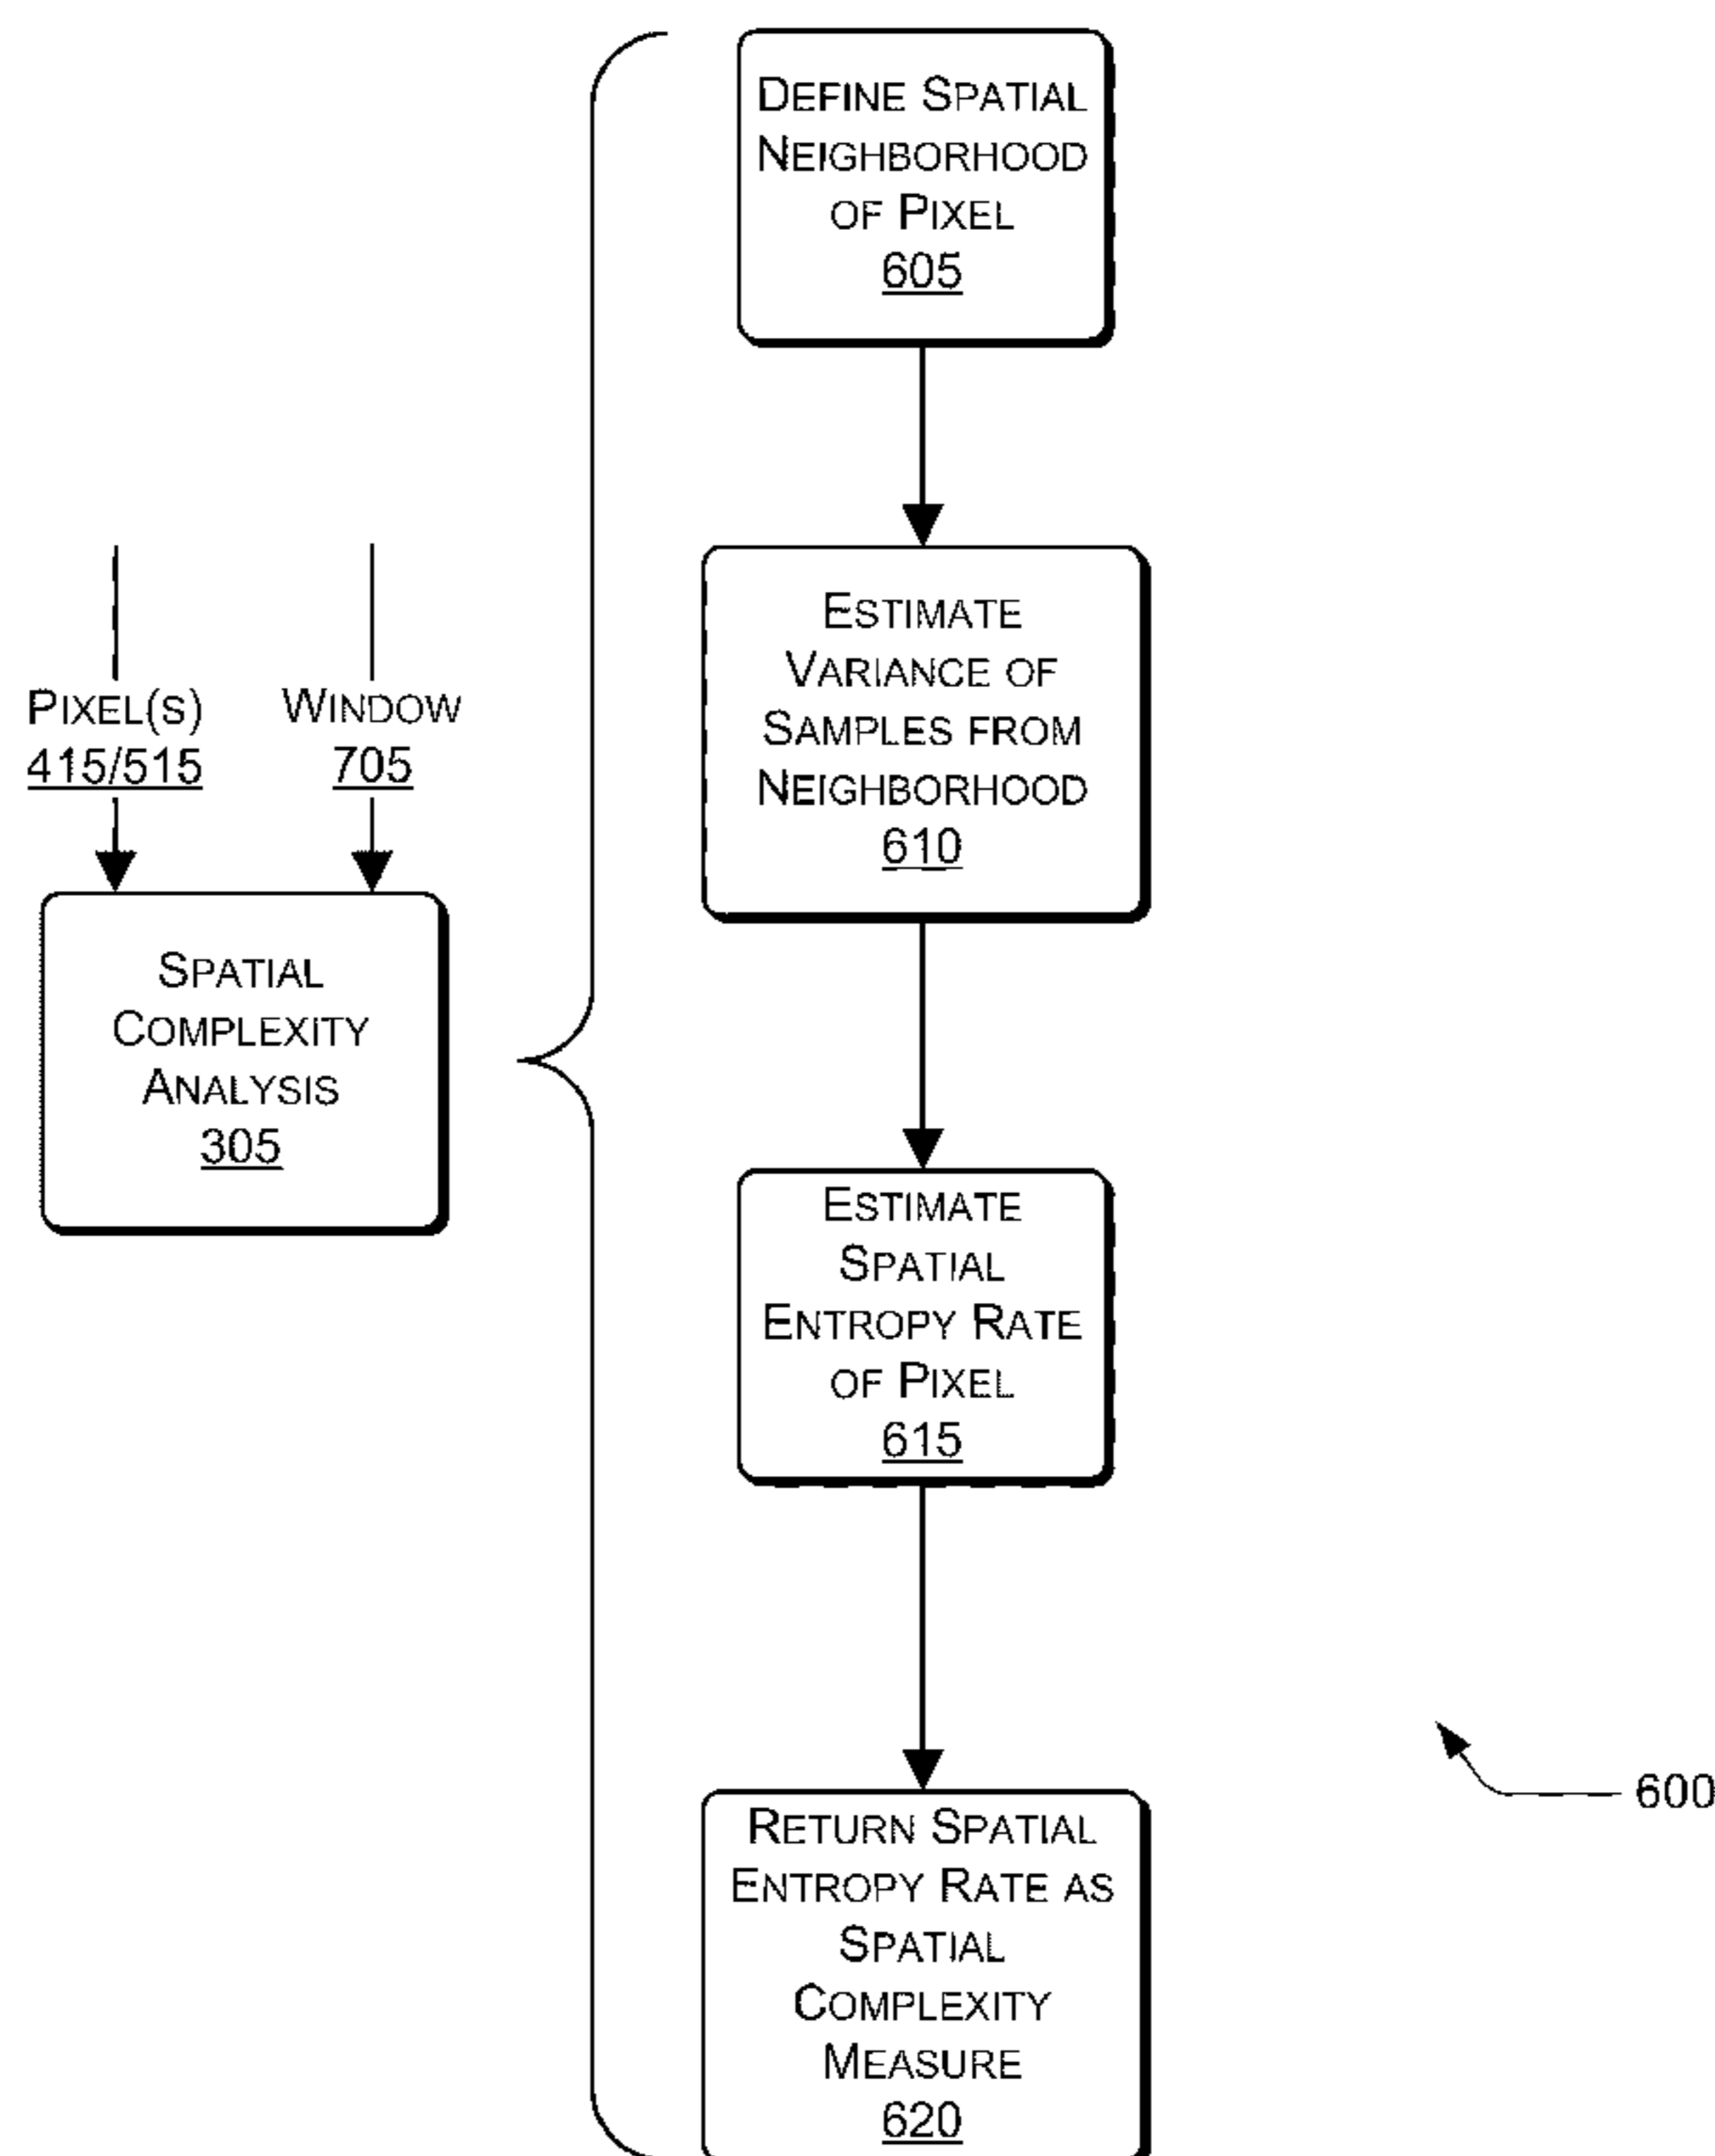 DEFINE SPATIAL
NEIGHBORHOOD
OF PIXEL
605
ESTIMATE
VARIANCE OF
SAMPLES FROM
NEIGHBORHOOD
610
PIXEL(S)
415/515
WINDOW
705
SPATIAL
COMPLEXITY
ANALYSIS
305
ESTIMATE
SPATIAL
ENTROPY RATE
OF PIXEL
615
RETURN SPATIAL
ENTROPY RATE AS
SPATIAL
COMPLEXITY
MEASURE
620
600